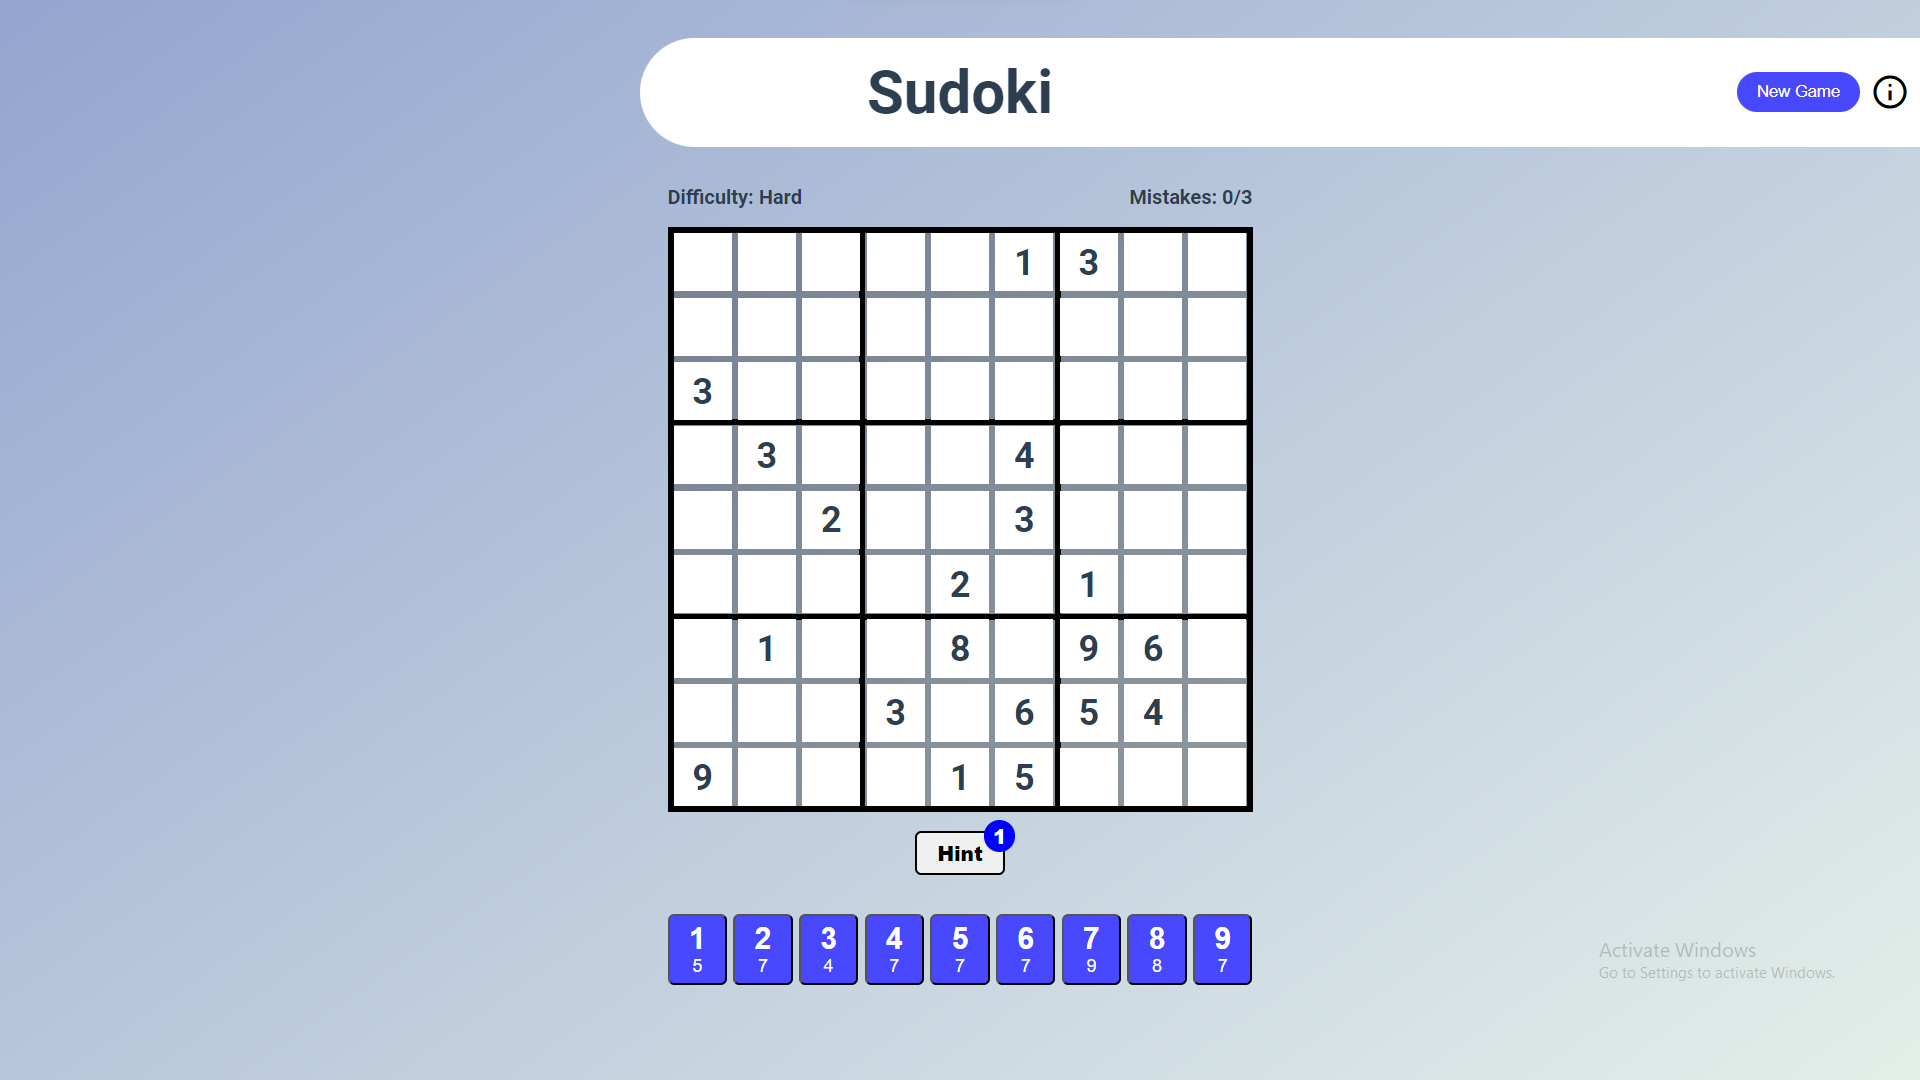 Sudoki
New Game
Difficulty: Hard
Mistakes: 0/3
1 3
3
3 4
2 3
2 1
1 8 9 6
3 6 5 4
9 1 5
Hint 1
1 2 3 4 5 6 7 8 9
5 7 4 7 7 7 9 8 7
Activate Windows
Go to Settings to activate Windows.